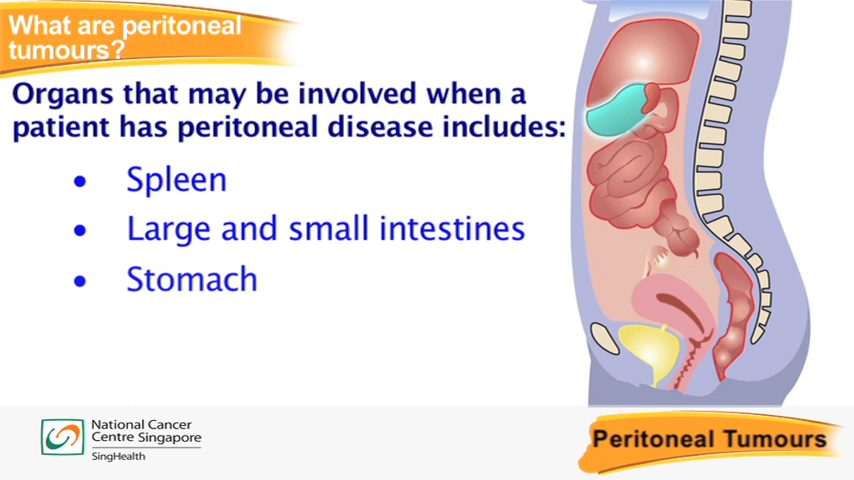 What are peritoneal
tumours?
Organs that may be involved when a
patient has peritoneal disease includes:
• Spleen
• Large and small intestines
• Stomach
National Cancer
Centre Singapore
SingHealth
Peritoneal Tumours